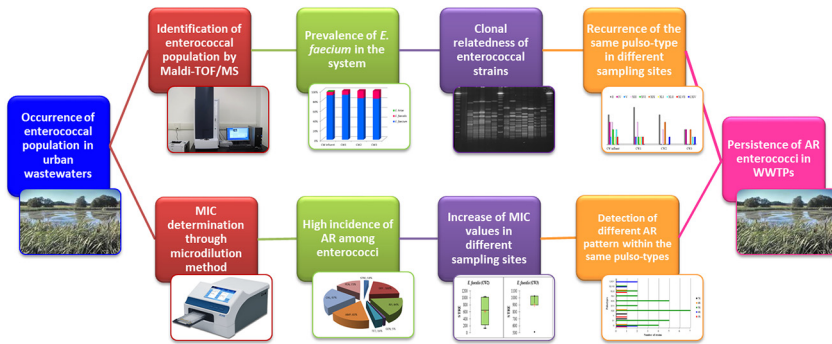 Occurrence of
enterococcal
population in
urban
wastewaters
Identification of
enterococcal
population by
Maldi-TOF/MS
Prevalence of E.
faecium in the
system
Clonal
relatedness of
enterococcal
strains
Recurrence of the
same pulso-type
in different
sampling sites
MIC
determination
through
microdilution
method
High incidence of
AR among
enterococci
Increase of MIC
values in
different
sampling sites
Detection of
different AR
pattern within the
same pulso-types
Persistence of AR
enterococci in
WWTPs